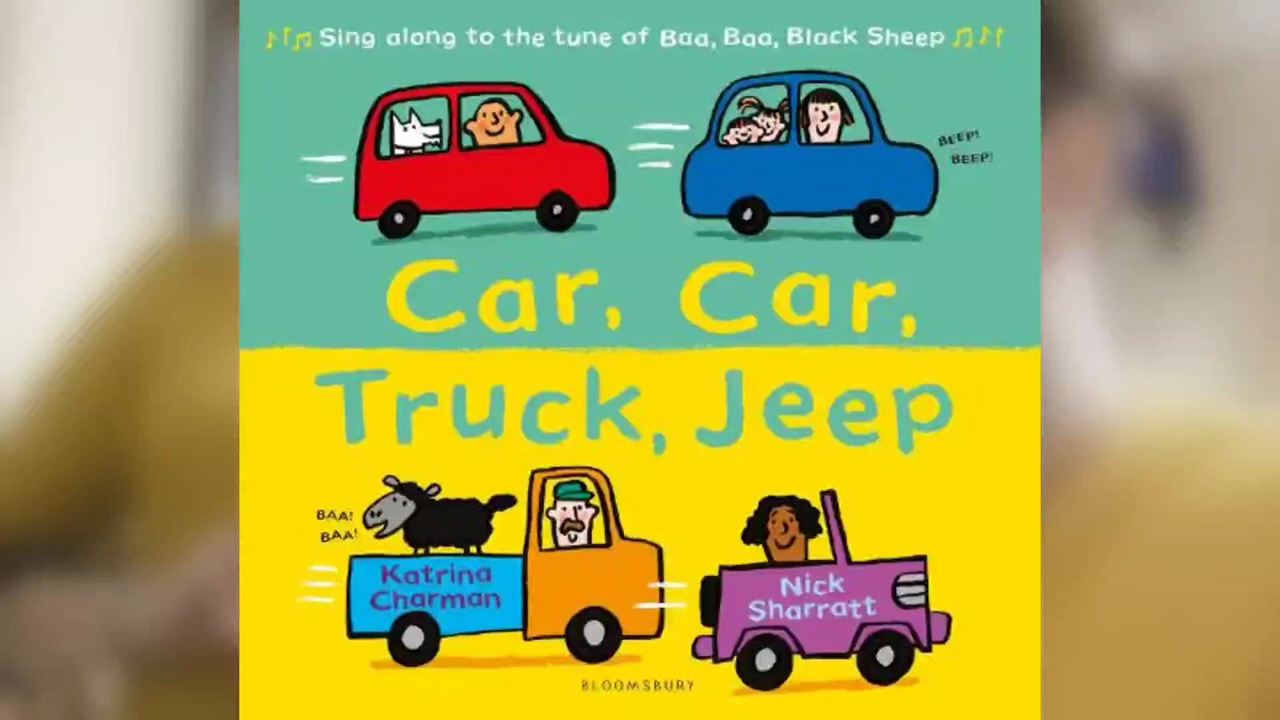 Sing along to the tune of Baa, Baa, Black Sheep
BEEP!
BEEP!
Car, Car,
Truck, Jeep
BAA!
BAA!
Katrina
Charman
Nick
Sharratt
BLOOMSBURY